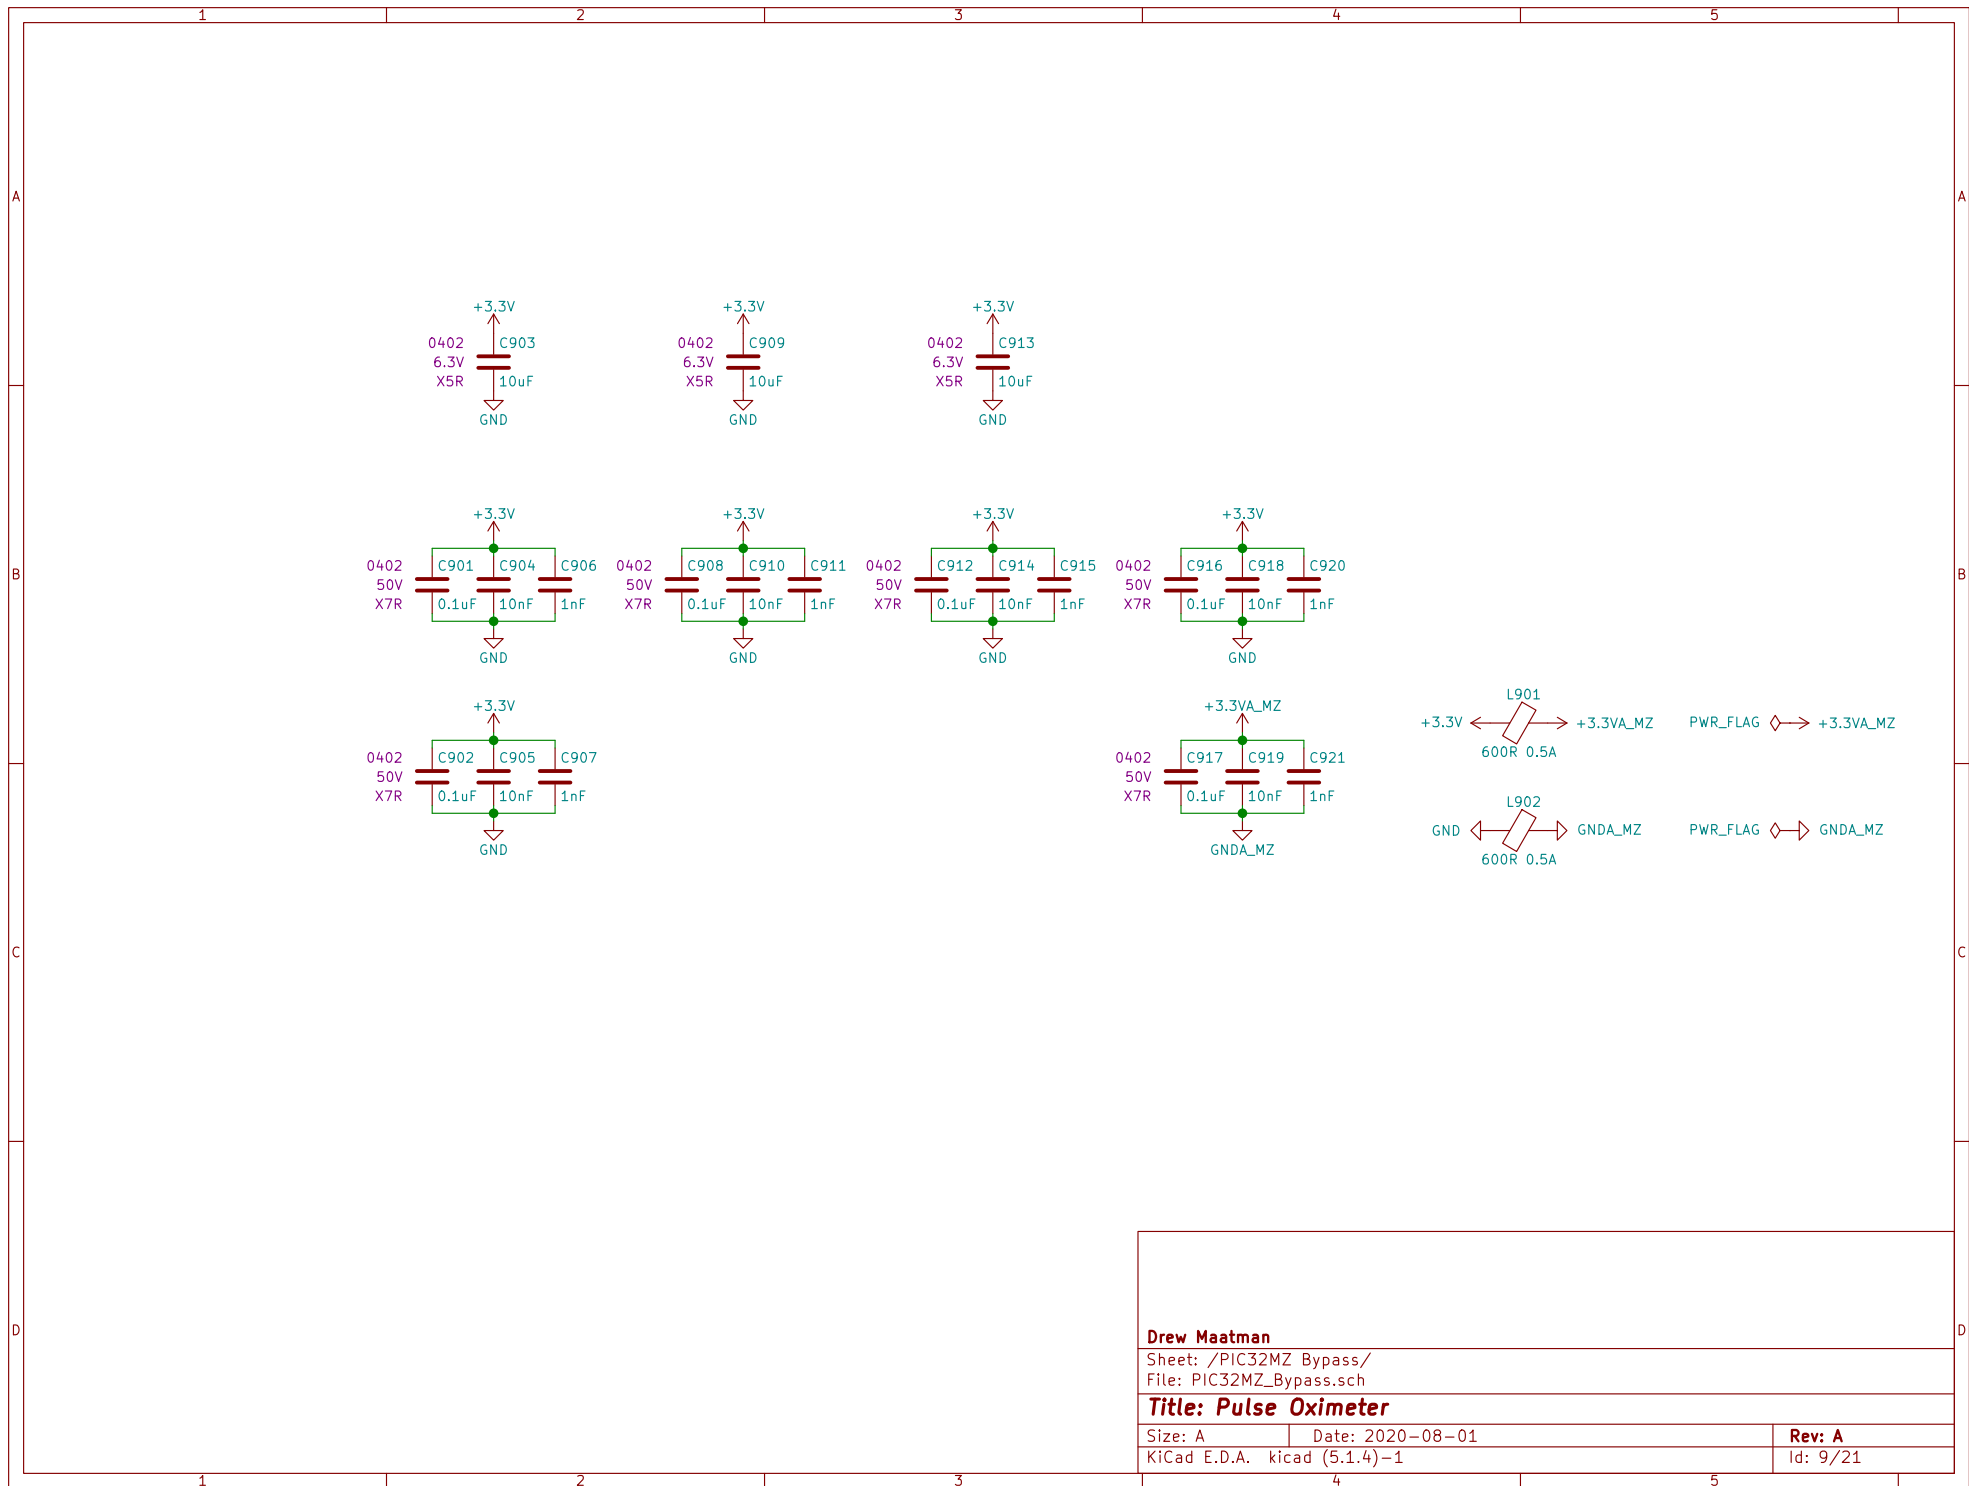 1 2 3 4 5
A A
+3.3V +3.3V +3.3V
0402 C903 0402 C909 0402 C913
6.3V 6.3V 6.3V
X5R 10uF X5R 10uF X5R 10uF
GND GND GND
+3.3V +3.3V +3.3V +3.3V
0402 C901 C904 C906 0402 C908 C910 C911 0402 C912 C914 C915 0402 C916 C918 C920
B B
50V 50V 50V 50V
X7R 0.1uF 10nF 1nF X7R 0.1uF 10nF 1nF X7R 0.1uF 10nF 1nF X7R 0.1uF 10nF 1nF
GND GND GND GND
L901
+3.3V +3.3VA_MZ
+3.3V +3.3VA_MZ PWR_FLAG +3.3VA_MZ
600R 0.5A
0402 C902 C905 C907 0402 C917 C919 C921
50V 50V
X7R 0.1uF 10nF 1nF X7R 0.1uF 10nF 1nF
L902
GND GNDA_MZ PWR_FLAG GNDA_MZ
GND GNDA_MZ
600R 0.5A
C C
D D
Drew Maatman
Sheet: /PIC32MZ Bypass/
File: PIC32MZ_Bypass.sch
Title: Pulse Oximeter
Size: A Date: 2020-08-01 Rev: A
KiCad E.D.A. kicad (5.1.4)-1 Id: 9/21
1 2 3 4 5